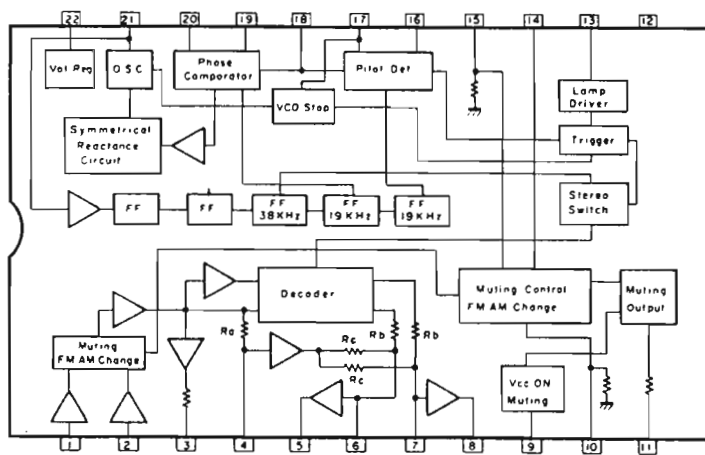 22 21 20 19 18 17 16 15 14 13 12
Vol Reg
OSC
Phase
Comparator
Pilot Det
VCO Stop
Lamp
Driver
Symmetrical
Reactance
Circuit
Trigger
FF
FF
FF
38KHz
FF
19KHz
FF
19KHz
Stereo
Switch
Decoder
Muting Control
FM AM Change
Muting
Output
Ra
Rb
Rb
Rc
Rc
Muting
FM AM Change
Vcc ON
Muting
1 2 3 4 5 6 7 8 9 10 11